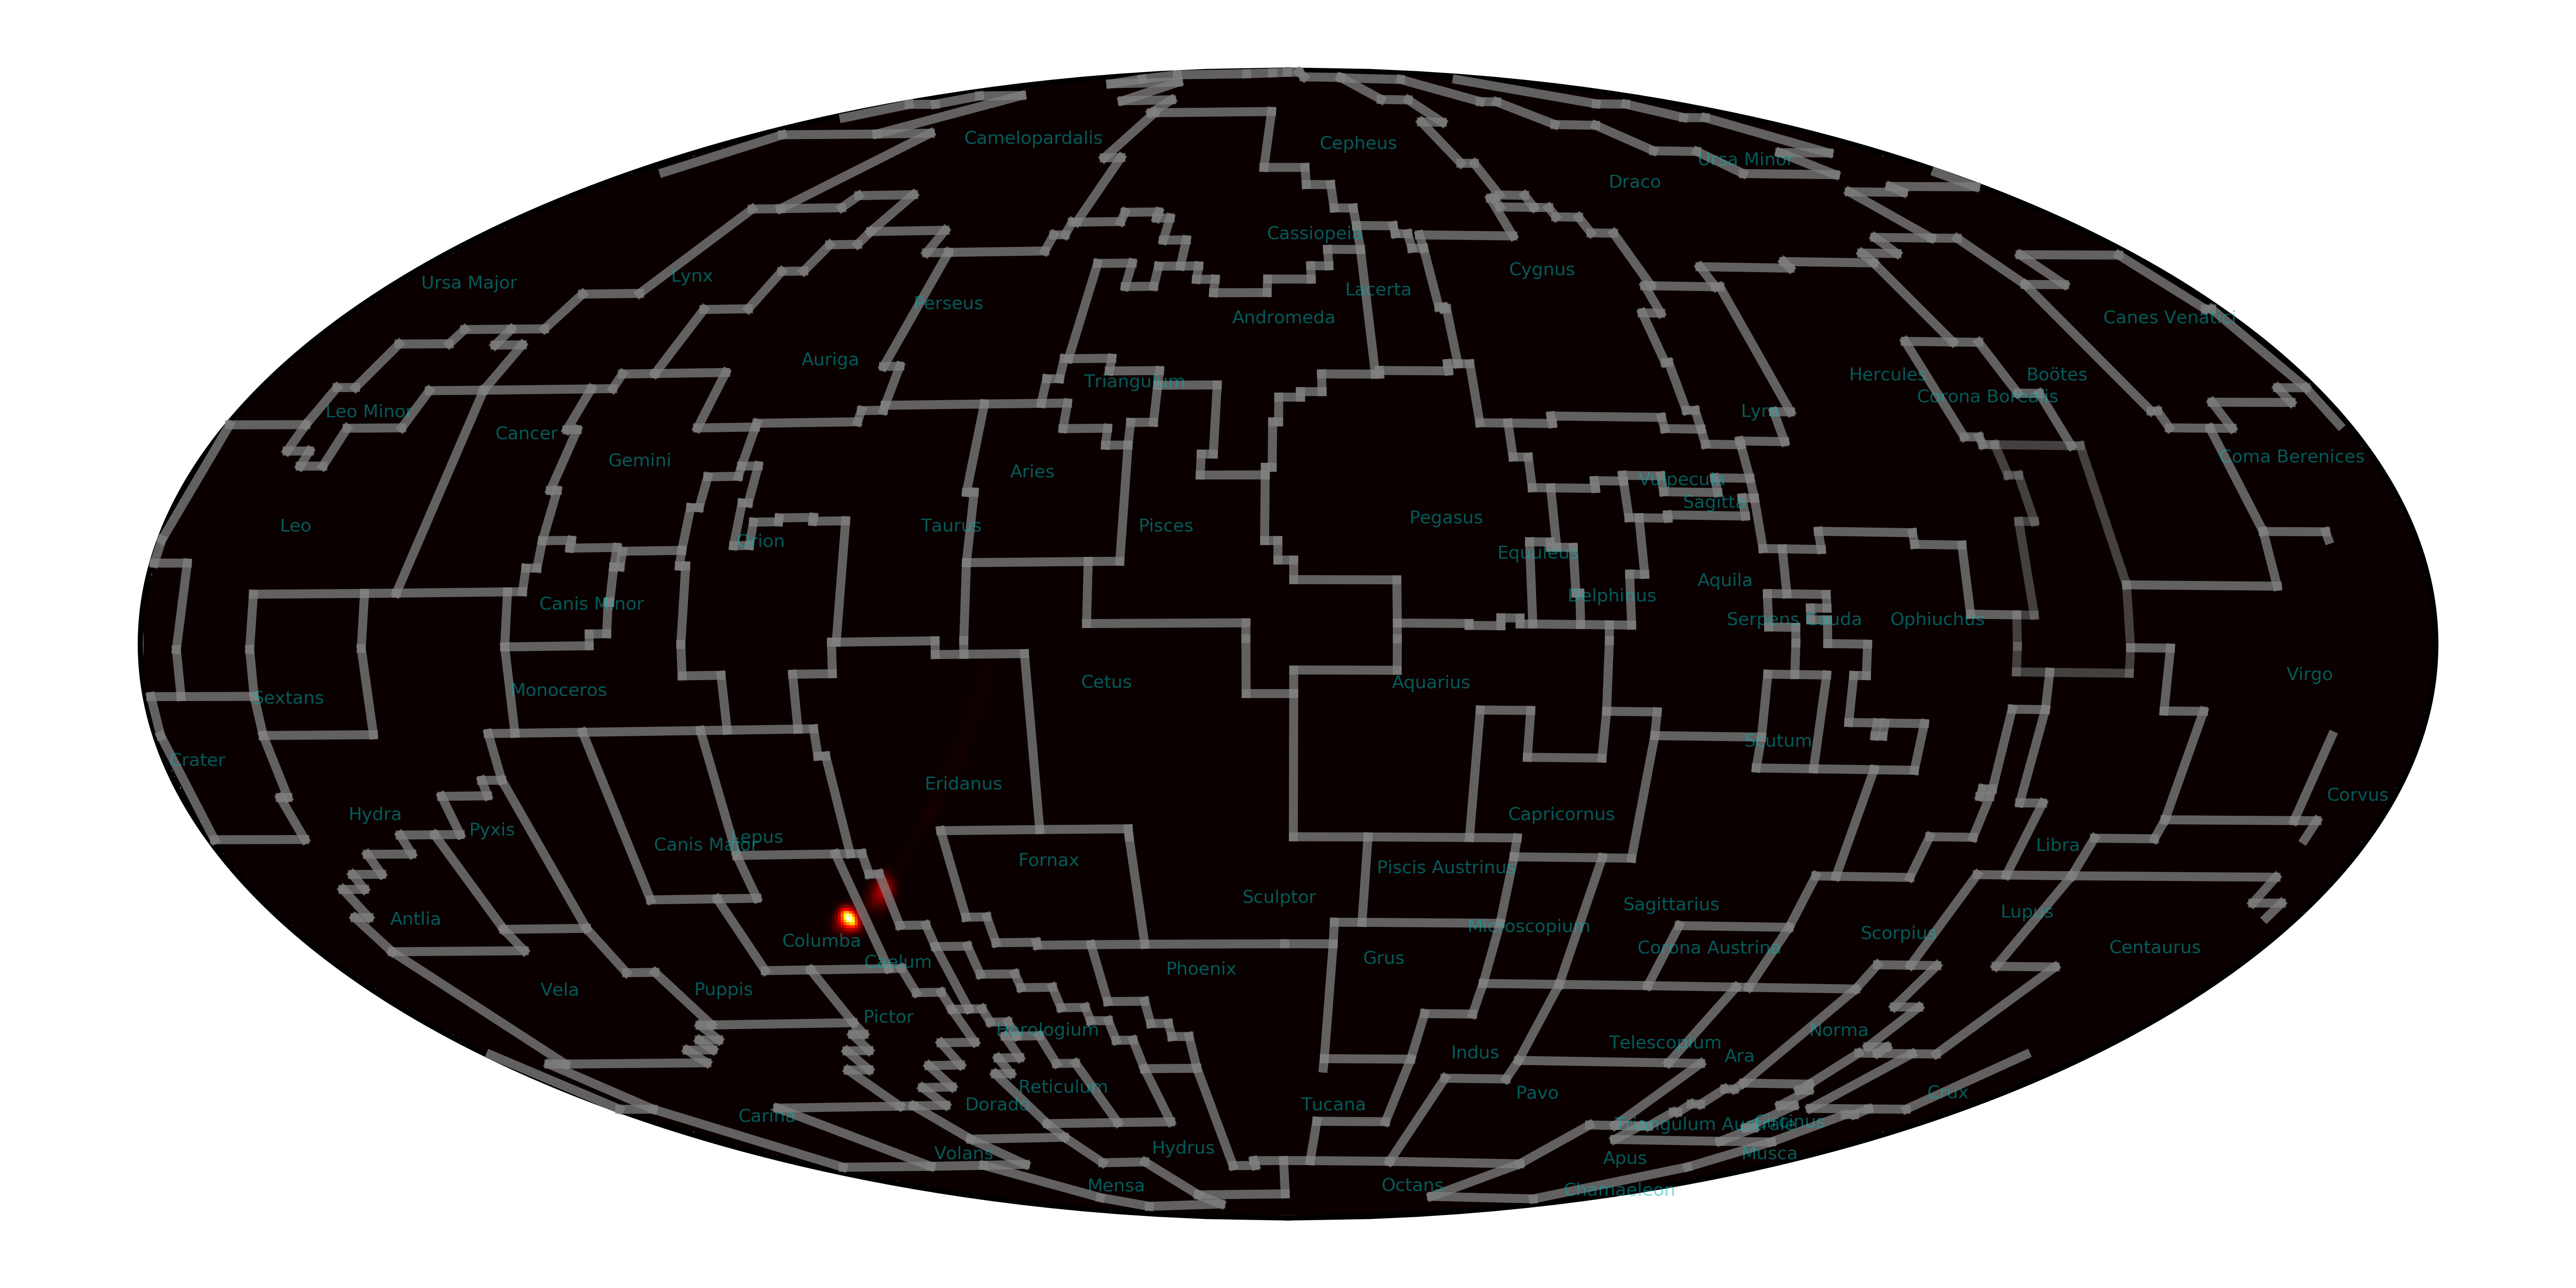 Camelopardalis
Cepheus
Ursa Minor
Draco
Cassiopeia
Cygnus
Ursa Major
Lynx
Lacerta
Perseus
Andromeda
Canes Venatici
Auriga
Triangulum
Hercules
Boötes
Corona Borealis
Leo Minor
Lyra
Cancer
Coma Berenices
Gemini
Aries
Vulpecula
Sagitta
Pegasus
Leo
Taurus
Pisces
Orion
Equuleus
Aquila
Delphinus
Canis Minor
Serpens Cauda
Ophiuchus
Virgo
Cetus
Aquarius
Monoceros
Sextans
Scutum
Crater
Eridanus
Corvus
Hydra
Capricornus
Pyxis
Lepus
Canis Major
Libra
Fornax
Piscis Austrinus
Sculptor
Sagittarius
Lupus
Antlia
Microscopium
Scorpius
Columba
Corona Austrina
Centaurus
Grus
Caelum
Phoenix
Vela
Puppis
Pictor
Horologium
Norma
Telescopium
Indus
Ara
Reticulum
Pavo
Crux
Dorado
Tucana
Carina
Triangulum Australe
Circinus
Hydrus
Volans
Apus
Musca
Mensa
Octans
Chamaeleon